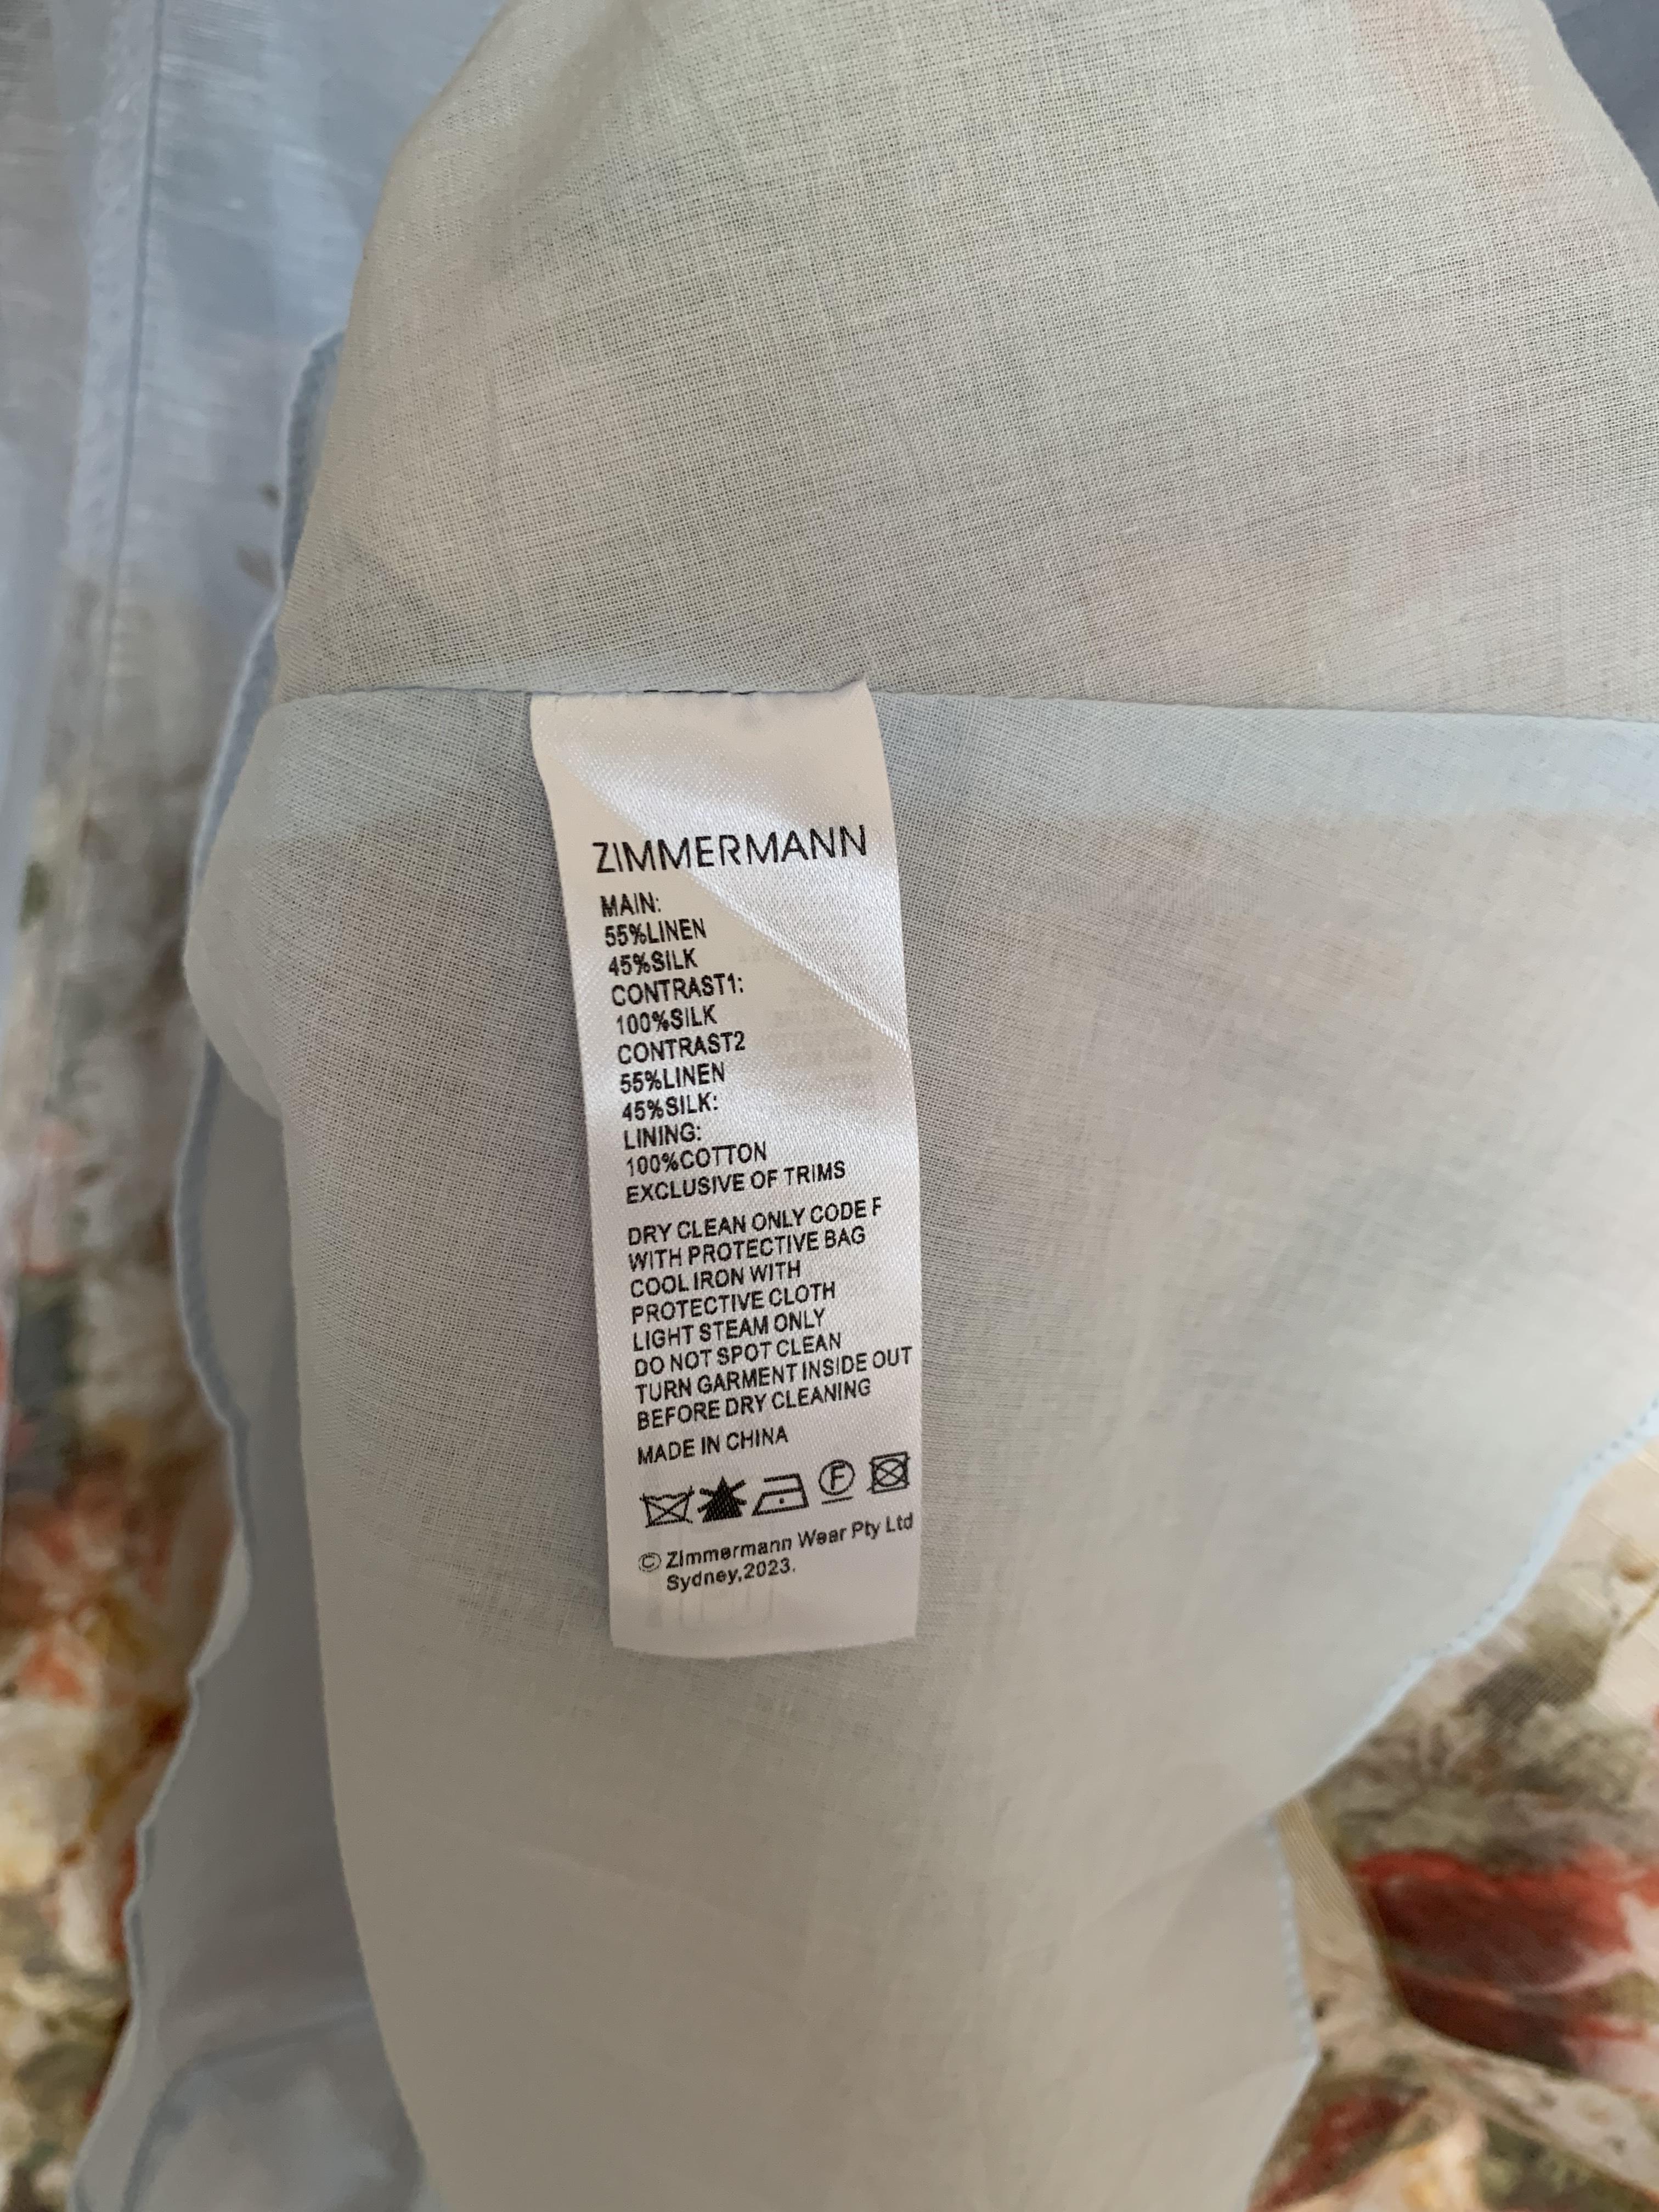 ZIMMERMANN
MAIN:
55%LINEN
45%SILK
CONTRAST1:
100%SILK
CONTRAST2
55%LINEN
45%SILK:
LINING:
100%COTTON
EXCLUSIVE OF TRIMS
DRY CLEAN ONLY CODE F
WITH PROTECTIVE BAG
COOL IRON WITH
PROTECTIVE CLOTH
LIGHT STEAM ONLY
DO NOT SPOT CLEAN
TURN GARMENT INSIDE OUT
BEFORE DRY CLEANING
MADE IN CHINA
F
© Zimmermann Wear Pty Ltd
Sydney,2023.